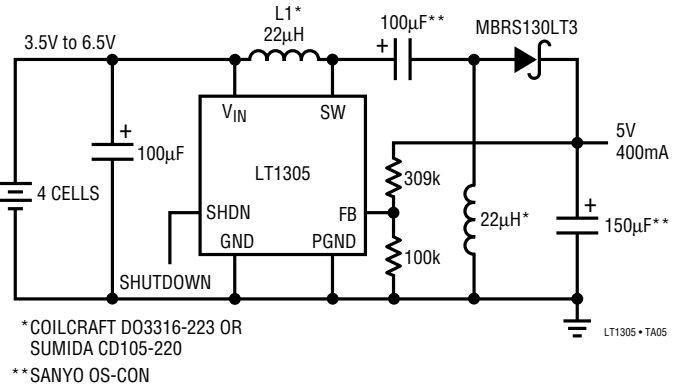 L1*
22µH
100µF**
MBRS130LT3
3.5V to 6.5V
+
+
VIN
SW
5V
400mA
100µF
LT1305
309k
4 CELLS
SHDN
FB
22µH*
+
150µF**
GND
PGND
100k
SHUTDOWN
LT1305 • TA05
*COILCRAFT DO3316-223 OR
SUMIDA CD105-220
**SANYO OS-CON